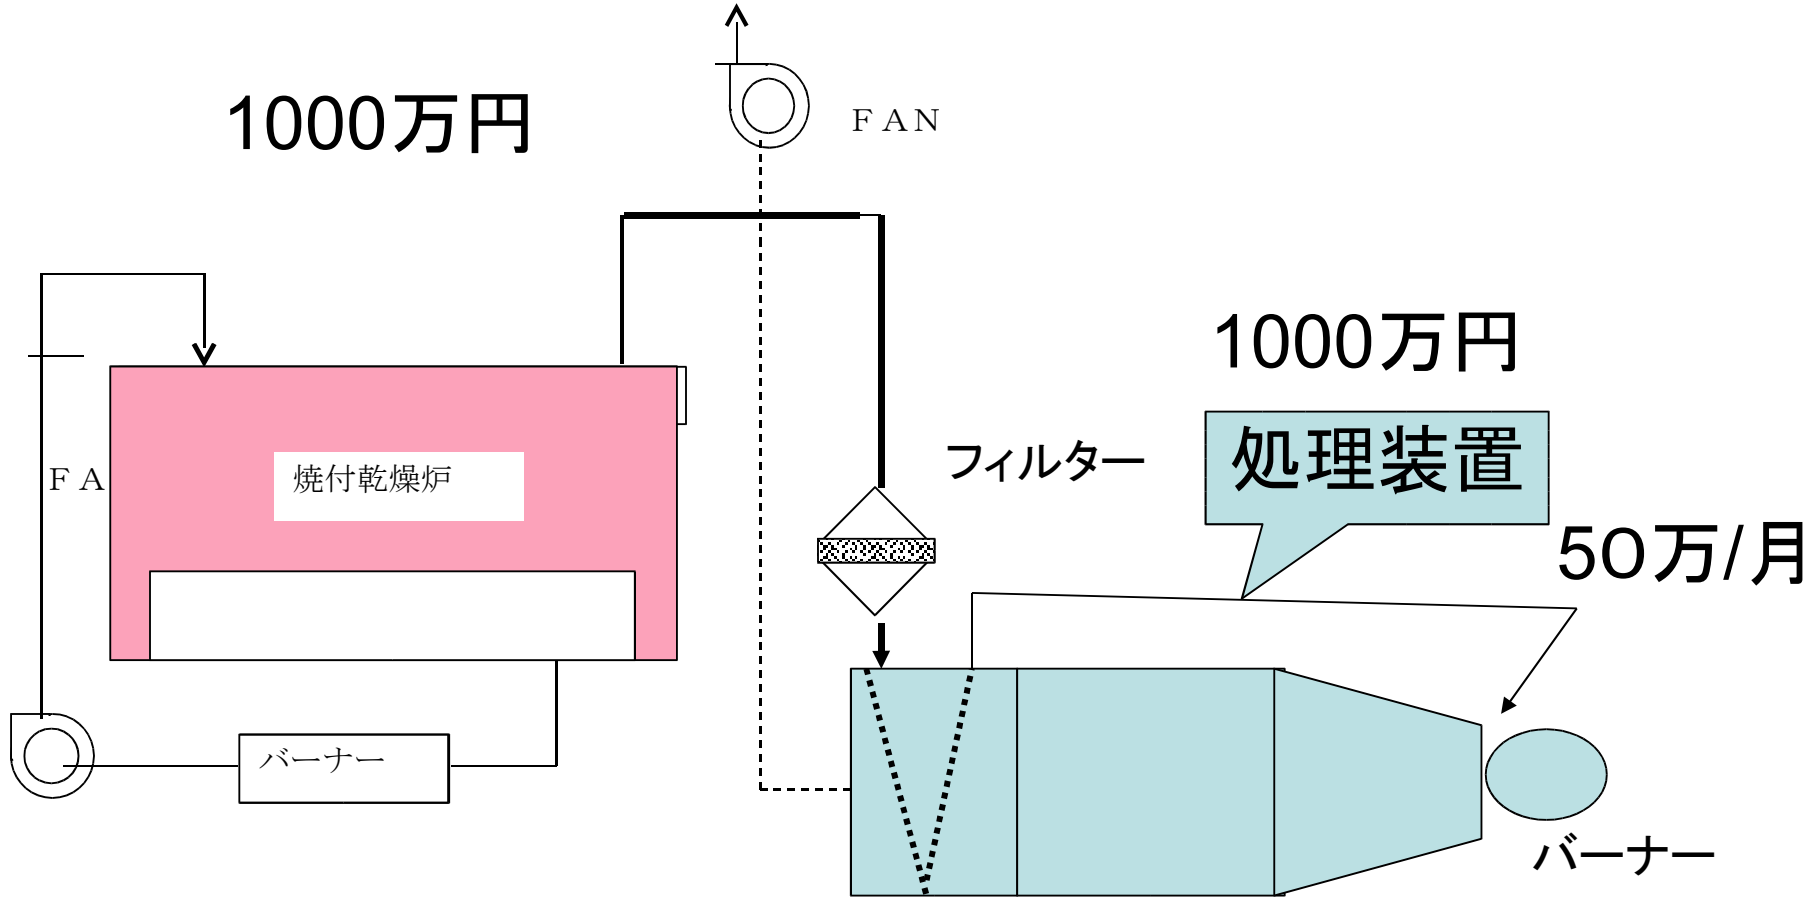 1000万円
ＦＡＮ
1000万円
フィルター
処理装置
ＦＡ
焼付乾燥炉
50万/月
バーナー
バーナー